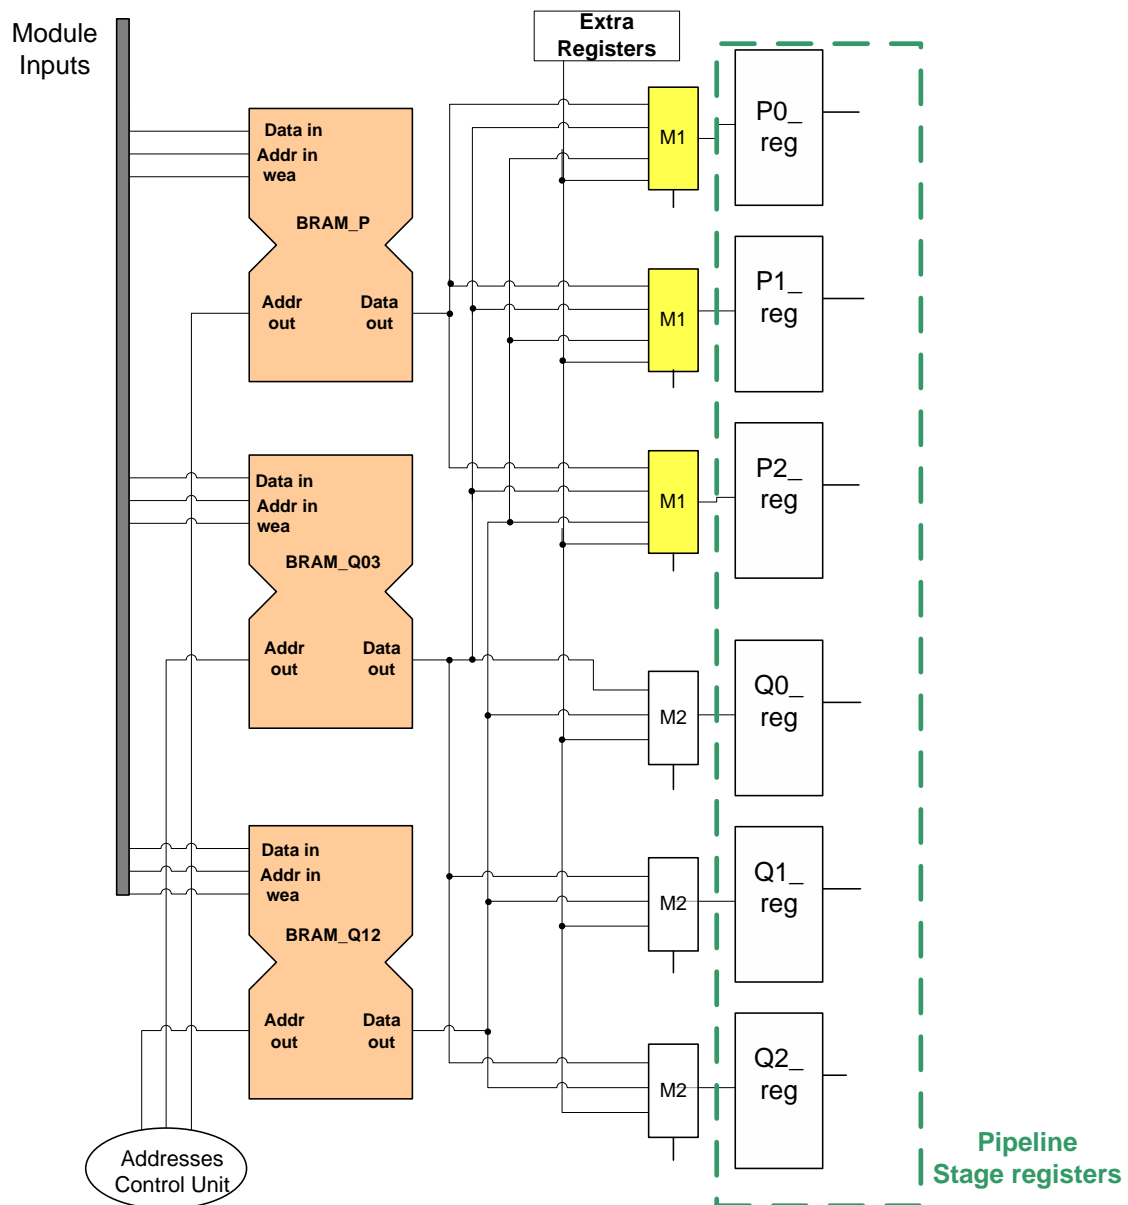 Module
Inputs
Extra
Registers
Data in
Addr in
wea
BRAM_P
Addr
out
Data
out
M1
P0_
reg
M1
P1_
reg
Data in
Addr in
wea
BRAM_Q03
Addr
out
Data
out
M1
P2_
reg
M2
Q0_
reg
Data in
Addr in
wea
BRAM_Q12
Addr
out
Data
out
M2
Q1_
reg
M2
Q2_
reg
Addresses
Control Unit
Pipeline
Stage registers